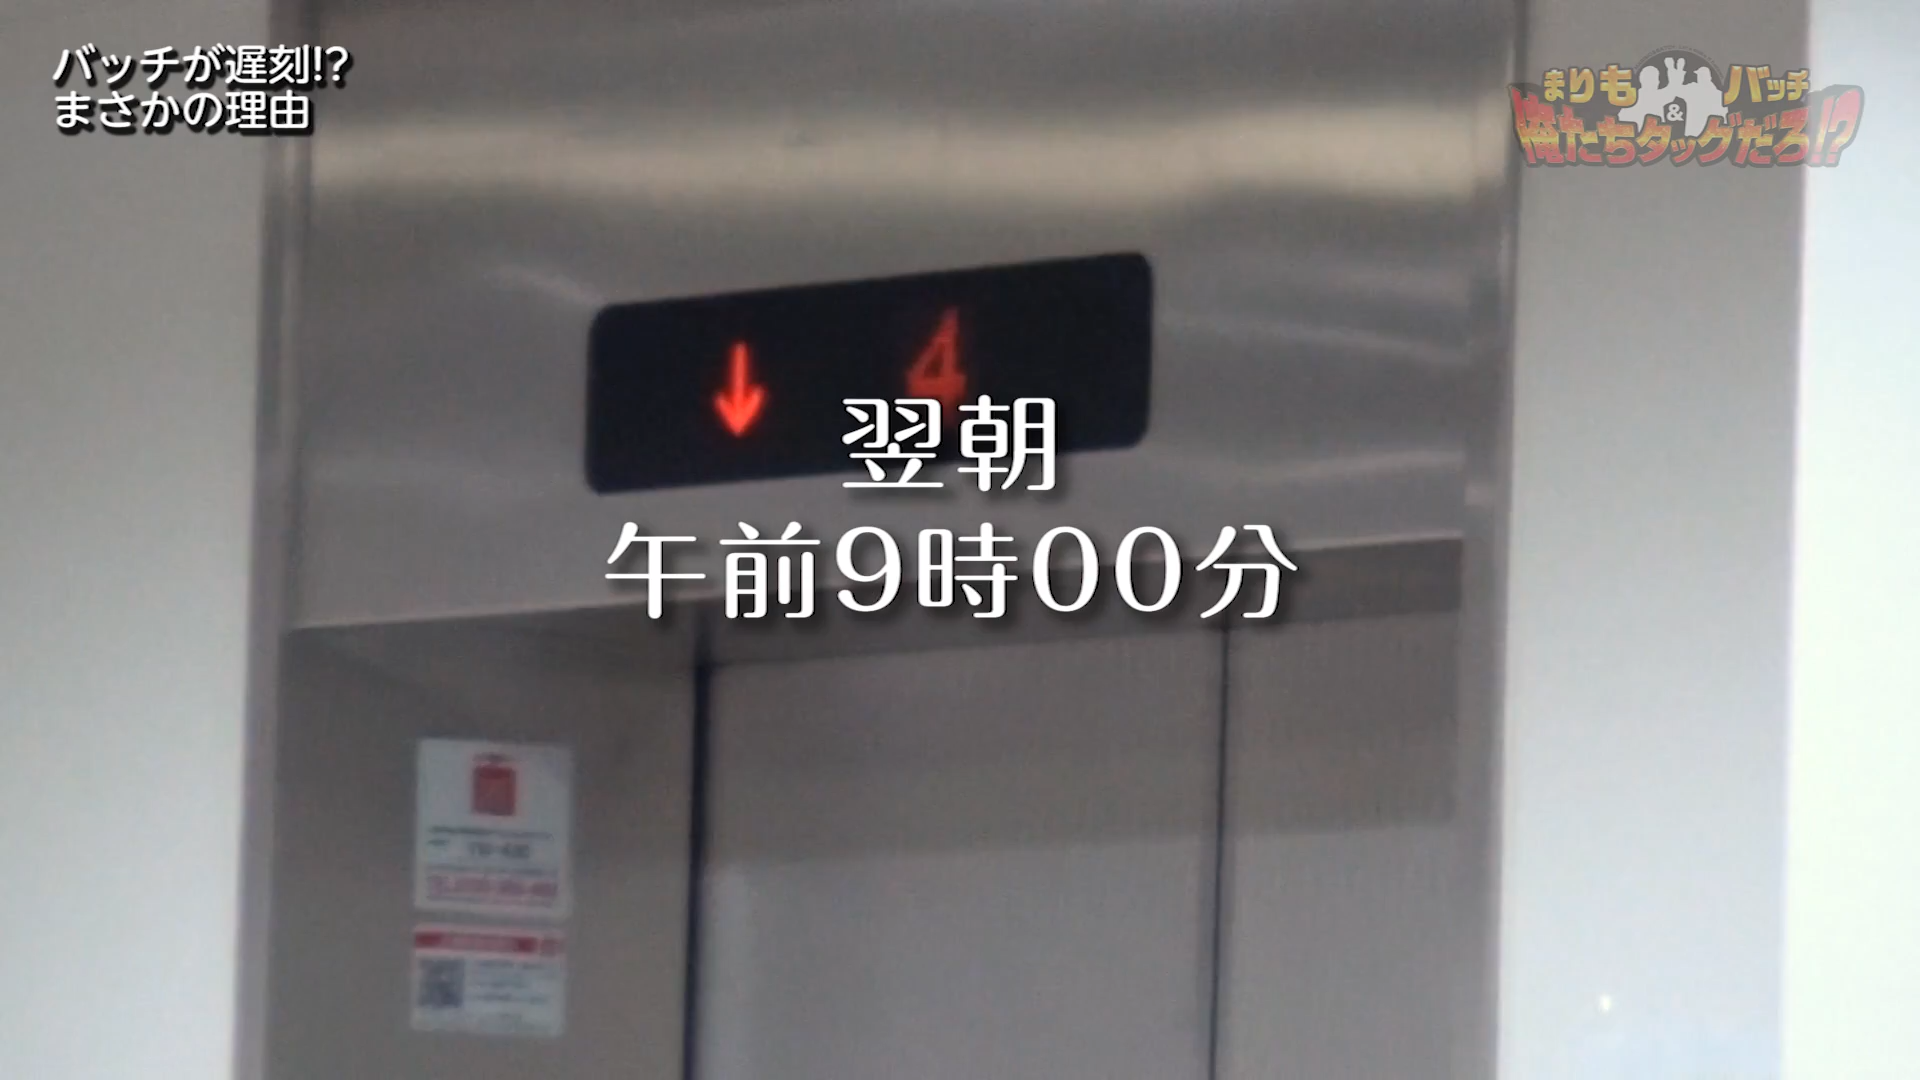 バッチが遅刻!?
まさかの理由
まりも&バッチ
俺たちタッグだろ!?
4
翌朝
午前9時00分